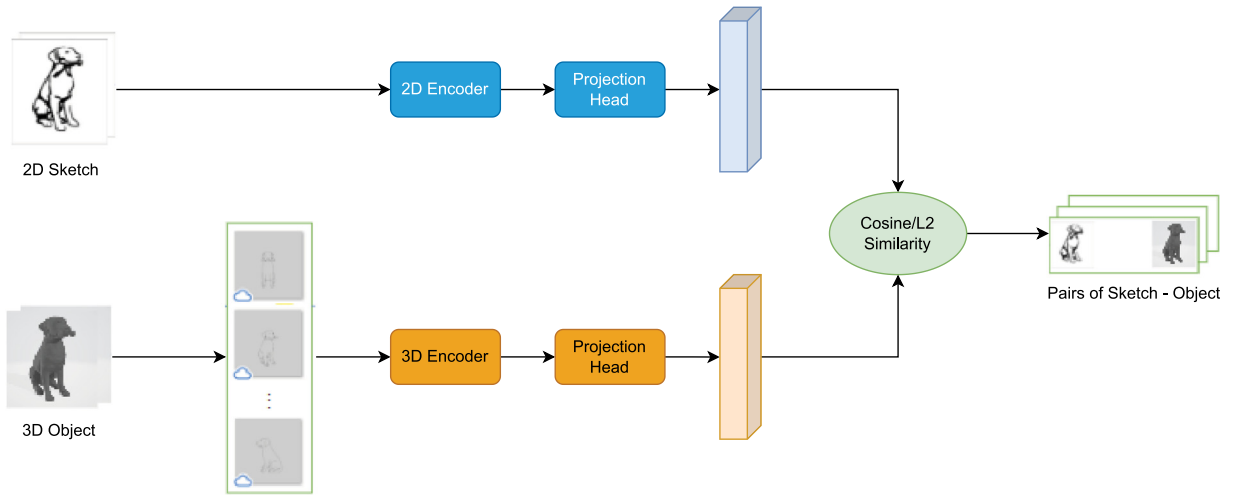 2D Sketch
2D Encoder
Projection
Head
Cosine/L2
Similarity
Pairs of Sketch - Object
3D Object
3D Encoder
Projection
Head